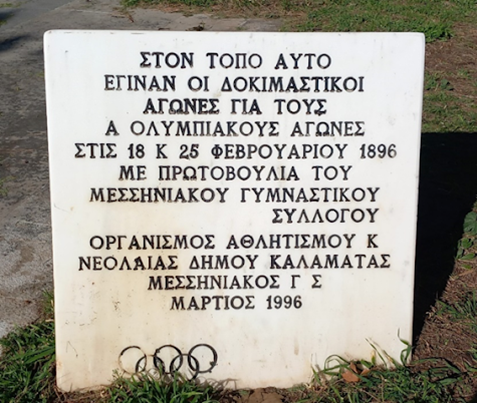 ΣΤΟΝ ΤΟΠΟ ΑΥΤΟ
ΕΓΙΝΑΝ ΟΙ ΔΟΚΙΜΑΣΤΙΚΟΙ
ΑΓΩΝΕΣ ΓΙΑ ΤΟΥΣ
Α ΟΛΥΜΠΙΑΚΟΥΣ ΑΓΩΝΕΣ
ΣΤΙΣ 18 Κ 25 ΦΕΒΡΟΥΑΡΙΟΥ 1896
ΜΕ ΠΡΩΤΟΒΟΥΛΙΑ ΤΟΥ
ΜΕΣΣΗΝΙΑΚΟΥ ΓΥΜΝΑΣΤΙΚΟΥ
ΣΥΛΛΟΓΟΥ
ΟΡΓΑΝΙΣΜΟΣ ΑΘΛΗΤΙΣΜΟΥ Κ
ΝΕΟΛΑΙΑΣ ΔΗΜΟΥ ΚΑΛΑΜΑΤΑΣ
ΜΕΣΣΗΝΙΑΚΟΣ Γ Σ
ΜΑΡΤΙΟΣ 1996